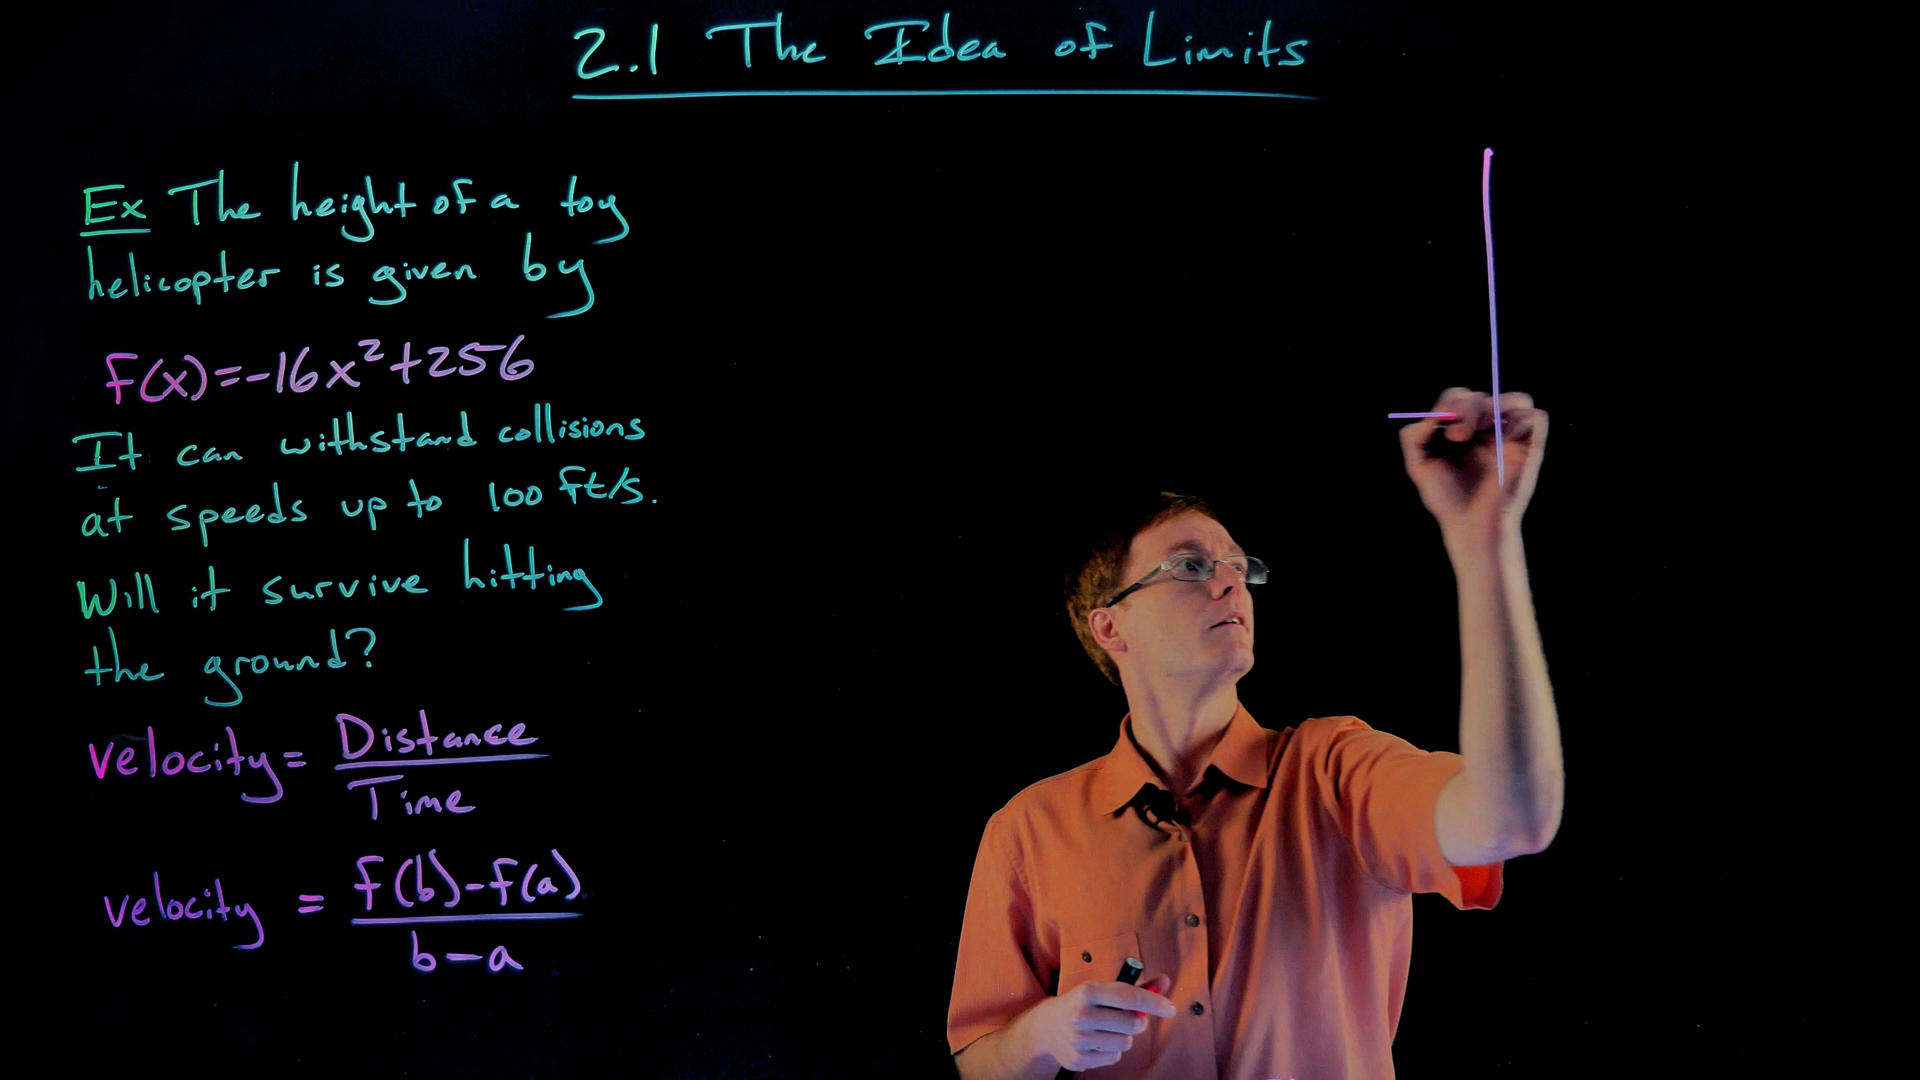 2.1 The Idea of Limits
Ex The height of a toy
helicopter is given by
f(x)=-16x²+256
It can withstand collisions
at speeds up to 100 ft/s.
Will it survive hitting
the ground?
velocity = Distance / Time
velocity = f(b)-f(a) / b-a